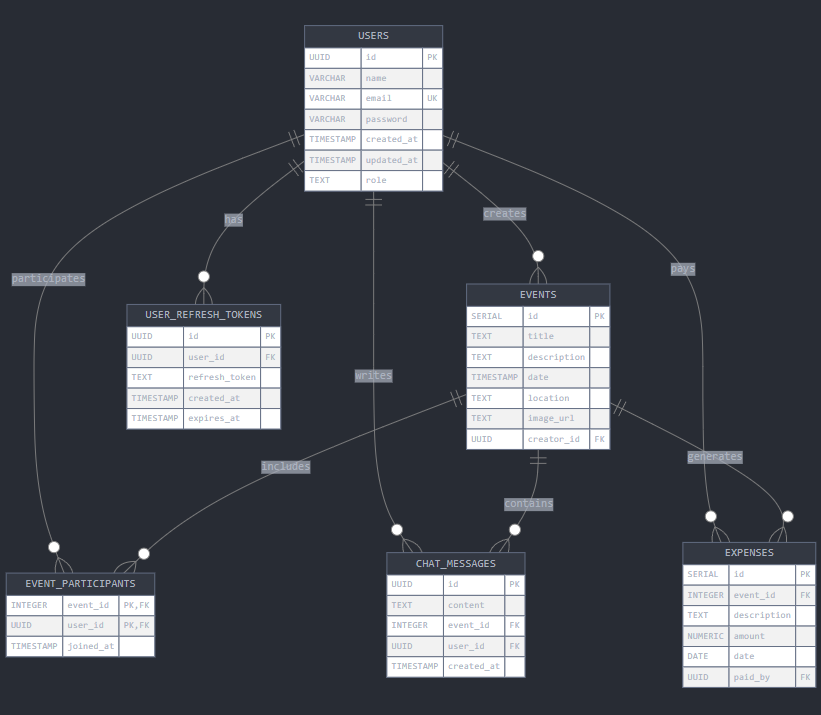 USERS
UUID id PK
VARCHAR name
VARCHAR email UK
VARCHAR password
TIMESTAMP created_at
TIMESTAMP updated_at
TEXT role
has
creates
participates
pays
USER_REFRESH_TOKENS
UUID id PK
UUID user_id FK
TEXT refresh_token
TIMESTAMP created_at
TIMESTAMP expires_at
EVENTS
SERIAL id PK
TEXT title
TEXT description
TIMESTAMP date
TEXT location
TEXT image_url
UUID creator_id FK
writes
includes
generates
contains
EVENT_PARTICIPANTS
INTEGER event_id PK,FK
UUID user_id PK,FK
TIMESTAMP joined_at
CHAT_MESSAGES
UUID id PK
TEXT content
INTEGER event_id FK
UUID user_id FK
TIMESTAMP created_at
EXPENSES
SERIAL id PK
INTEGER event_id FK
TEXT description
NUMERIC amount
DATE date
UUID paid_by FK